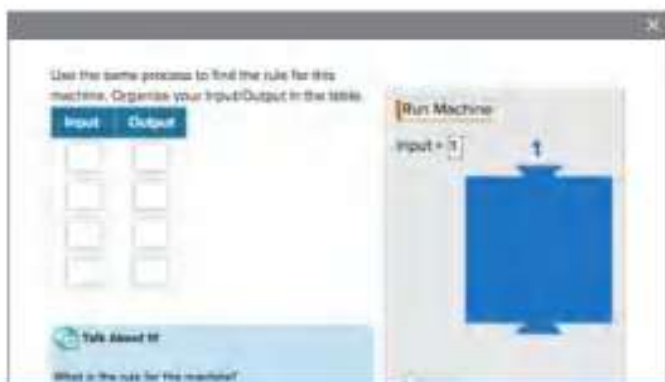 Use the same process to find the rule for this
machine. Organize your Input/Output in the table.
Input Output
Run Machine
Input = 1
1
Talk About It!
What is the rule for the machine?